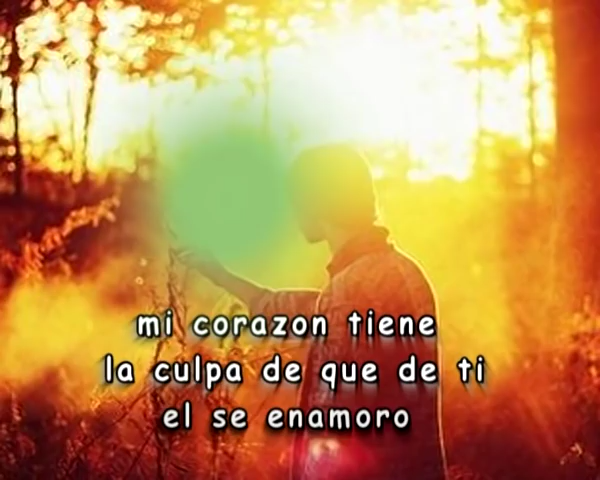 mi corazon tiene
la culpa de que de ti
el se enamoro